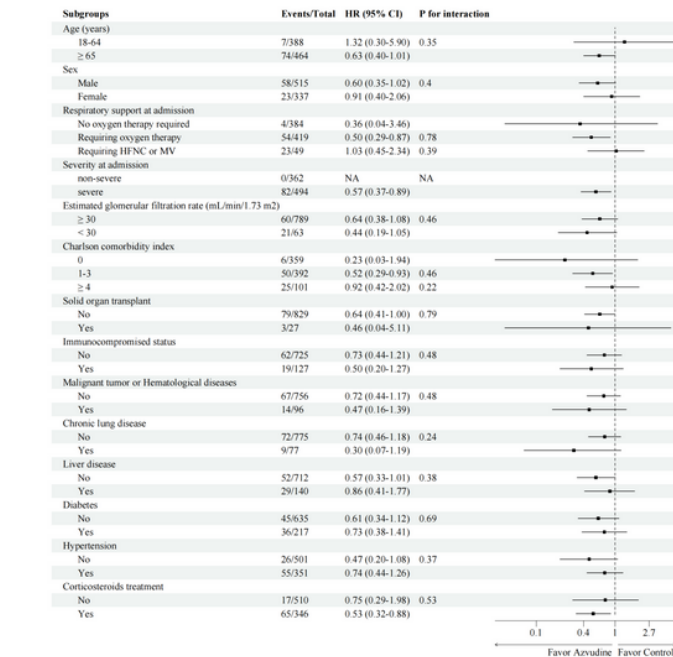 Subgroups Events/Total HR (95% CI) P for interaction
Age (years)
18-64 7/388 1.32 (0.30-5.90) 0.35
≥ 65 74/464 0.63 (0.40-1.01)
Sex
Male 58/515 0.60 (0.35-1.02) 0.4
Female 23/337 0.91 (0.40-2.06)
Respiratory support at admission
No oxygen therapy required 4/384 0.36 (0.04-3.46)
Requiring oxygen therapy 54/419 0.50 (0.29-0.87) 0.78
Requiring HFNC or MV 23/49 1.03 (0.45-2.34) 0.39
Severity at admission
non-severe 0/362 NA NA
severe 82/494 0.57 (0.37-0.89)
Estimated glomerular filtration rate (mL/min/1.73 m2)
≥ 30 60/789 0.64 (0.38-1.08) 0.46
< 30 21/63 0.44 (0.19-1.05)
Charlson comorbidity index
0 6/359 0.23 (0.03-1.94)
1-3 50/392 0.52 (0.29-0.93) 0.46
≥ 4 25/101 0.92 (0.42-2.02) 0.22
Solid organ transplant
No 79/829 0.64 (0.41-1.00) 0.79
Yes 3/27 0.46 (0.04-5.11)
Immunocompromised status
No 62/725 0.73 (0.44-1.21) 0.48
Yes 19/127 0.50 (0.20-1.27)
Malignant tumor or Hematological diseases
No 67/756 0.72 (0.44-1.17) 0.48
Yes 14/96 0.47 (0.16-1.39)
Chronic lung disease
No 72/775 0.74 (0.46-1.18) 0.24
Yes 9/77 0.30 (0.07-1.19)
Liver disease
No 52/712 0.57 (0.33-1.01) 0.38
Yes 29/140 0.86 (0.41-1.77)
Diabetes
No 45/635 0.61 (0.34-1.12) 0.69
Yes 36/217 0.73 (0.38-1.41)
Hypertension
No 26/501 0.47 (0.20-1.08) 0.37
Yes 55/351 0.74 (0.44-1.26)
Corticosteroids treatment
No 17/510 0.75 (0.29-1.98) 0.53
Yes 65/346 0.53 (0.32-0.88)
0.1 0.4 1 2.7
Favor Azvudine Favor Control